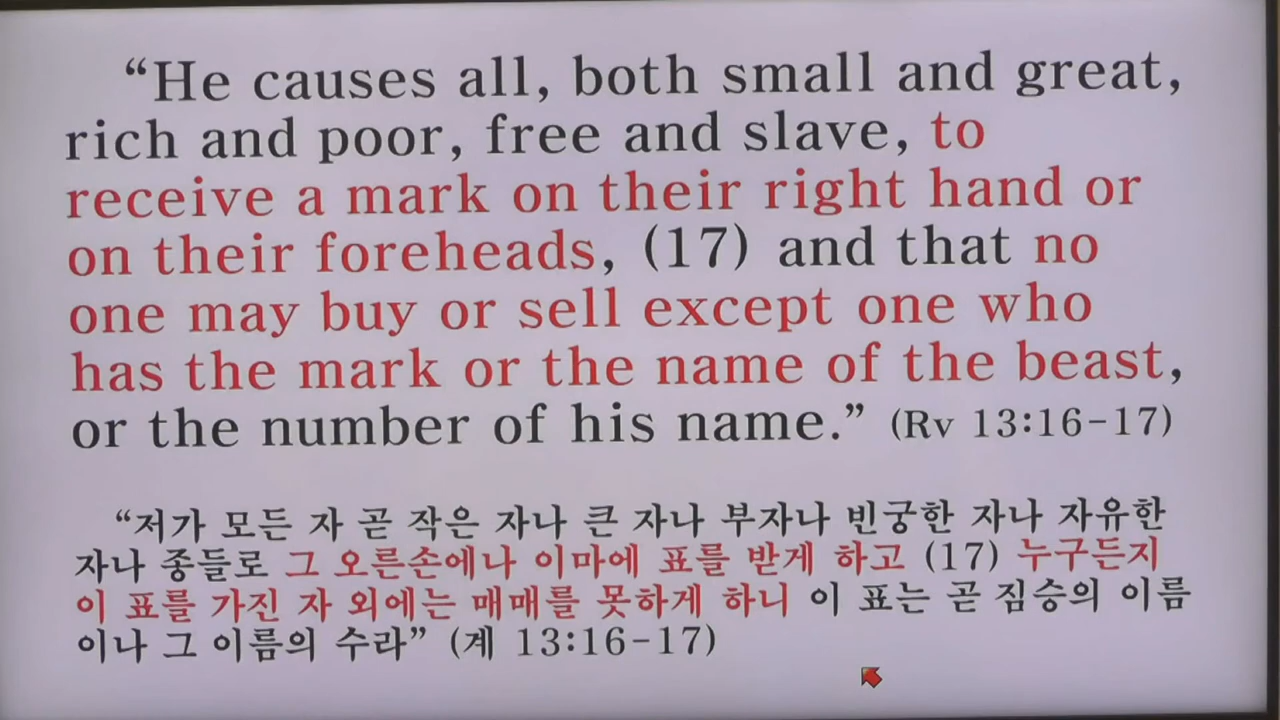 “He causes all, both small and great,
rich and poor, free and slave, to
receive a mark on their right hand or
on their foreheads, (17) and that no
one may buy or sell except one who
has the mark or the name of the beast,
or the number of his name.” (Rv 13:16-17)
“저가 모든 자 곧 작은 자나 큰 자나 부자나 빈궁한 자나 자유한
자나 종들로 그 오른손에나 이마에 표를 받게 하고 (17) 누구든지
이 표를 가진 자 외에는 매매를 못하게 하니 이 표는 곧 짐승의 이름
이나 그 이름의 수라” (계 13:16-17)